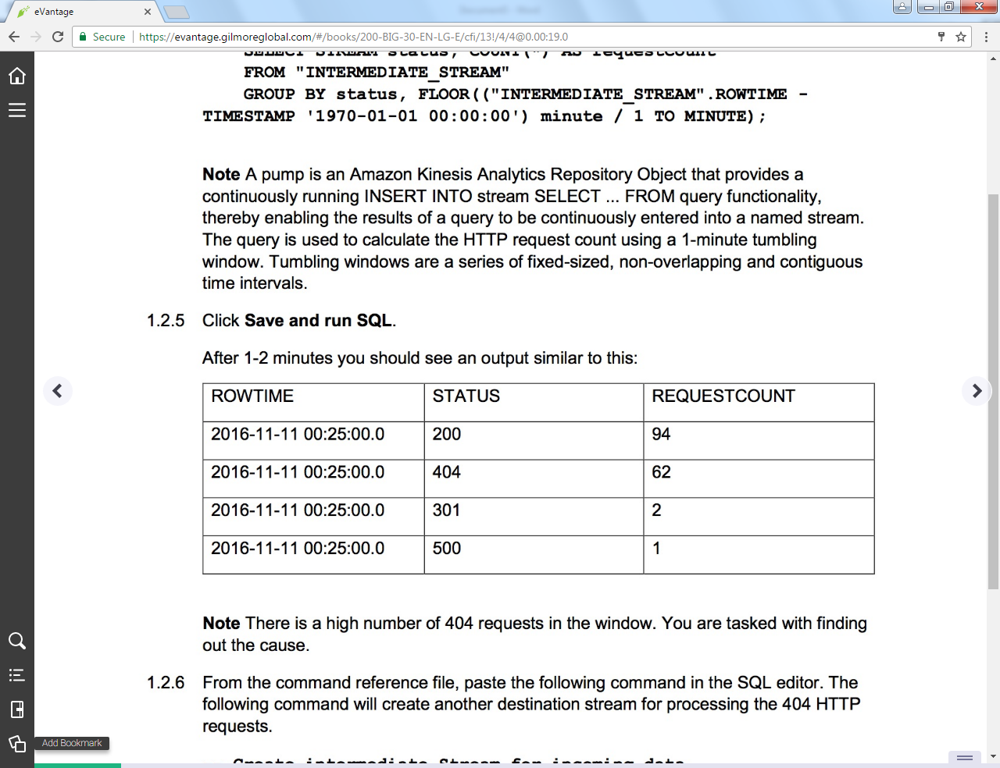 eVantage
Secure
https://evantage.gilmoreglobal.com/#/books/200-BIG-30-EN-LG-E/cfi/13!/4/4@0.00:19.0
SELECT STREAM status, COUNT(*) AS requestCount
FROM "INTERMEDIATE_STREAM"
GROUP BY status, FLOOR(("INTERMEDIATE_STREAM".ROWTIME -
TIMESTAMP '1970-01-01 00:00:00') minute / 1 TO MINUTE);
Note A pump is an Amazon Kinesis Analytics Repository Object that provides a
continuously running INSERT INTO stream SELECT ... FROM query functionality,
thereby enabling the results of a query to be continuously entered into a named stream.
The query is used to calculate the HTTP request count using a 1-minute tumbling
window. Tumbling windows are a series of fixed-sized, non-overlapping and contiguous
time intervals.
1.2.5 Click Save and run SQL.
After 1-2 minutes you should see an output similar to this:
ROWTIME STATUS REQUESTCOUNT
2016-11-11 00:25:00.0 200 94
2016-11-11 00:25:00.0 404 62
2016-11-11 00:25:00.0 301 2
2016-11-11 00:25:00.0 500 1
Note There is a high number of 404 requests in the window. You are tasked with finding
out the cause.
1.2.6 From the command reference file, paste the following command in the SQL editor. The
following command will create another destination stream for processing the 404 HTTP
requests.
Add Bookmark
Create intermediate Stream for incoming data